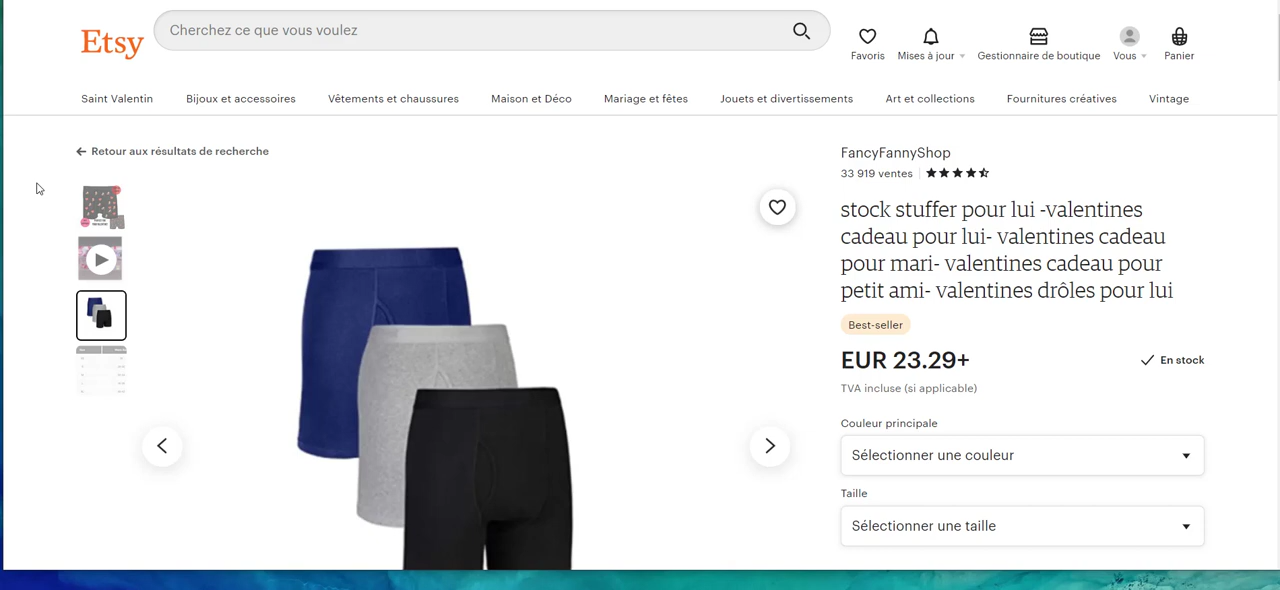 Etsy
Cherchez ce que vous voulez
Favoris
Mises à jour
Gestionnaire de boutique
Vous
Panier
Saint Valentin
Bijoux et accessoires
Vêtements et chaussures
Maison et Déco
Mariage et fêtes
Jouets et divertissements
Art et collections
Fournitures créatives
Vintage
Retour aux résultats de recherche
FancyFannyShop
33 919 ventes
stock stuffer pour lui -valentines
cadeau pour lui- valentines cadeau
pour mari- valentines cadeau pour
petit ami- valentines drôles pour lui
Best-seller
EUR 23.29+
En stock
TVA incluse (si applicable)
Couleur principale
Sélectionner une couleur
Taille
Sélectionner une taille